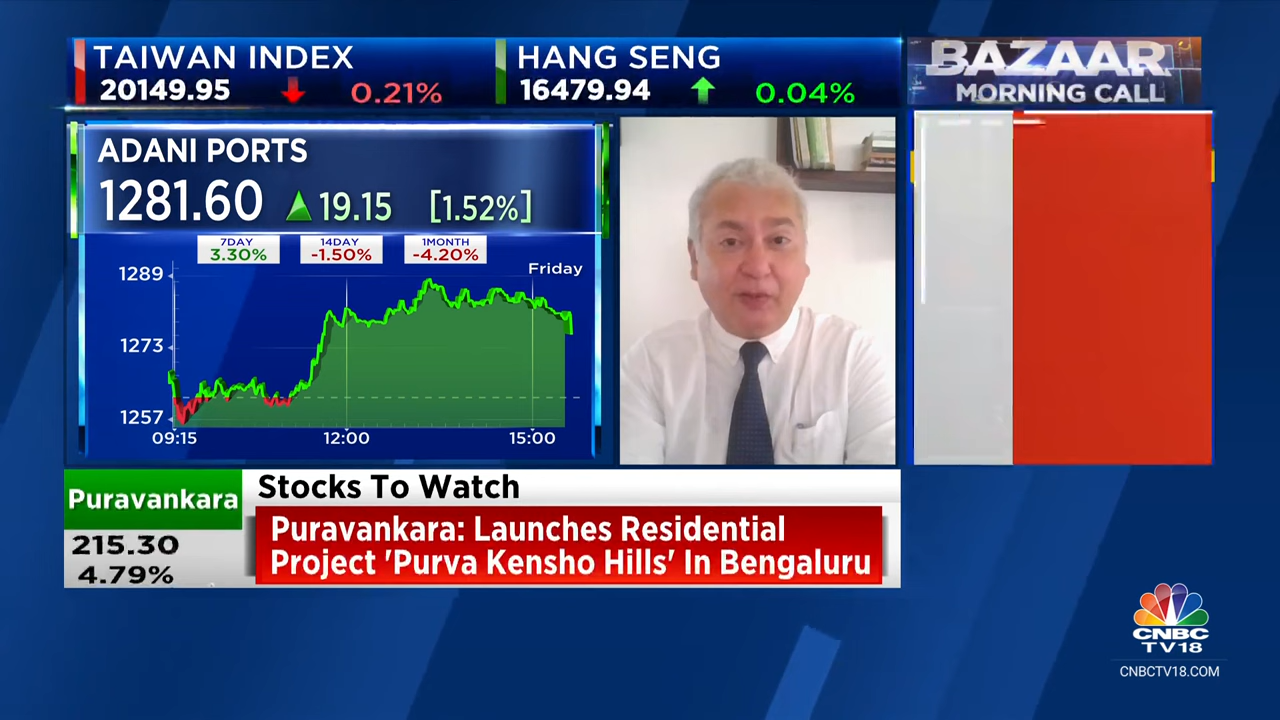 TAIWAN INDEX
20149.95 0.21%
HANG SENG
16479.94 0.04%
BAZAAR
MORNING CALL
ADANI PORTS
1281.60 19.15 [1.52%]
7DAY 14DAY 1MONTH
3.30% -1.50% -4.20%
Friday
1289
1273
1257
09:15 12:00 15:00
Puravankara
215.30
4.79%
Stocks To Watch
Puravankara: Launches Residential
Project 'Purva Kensho Hills' In Bengaluru
CNBC
TV18
CNBCTV18.COM